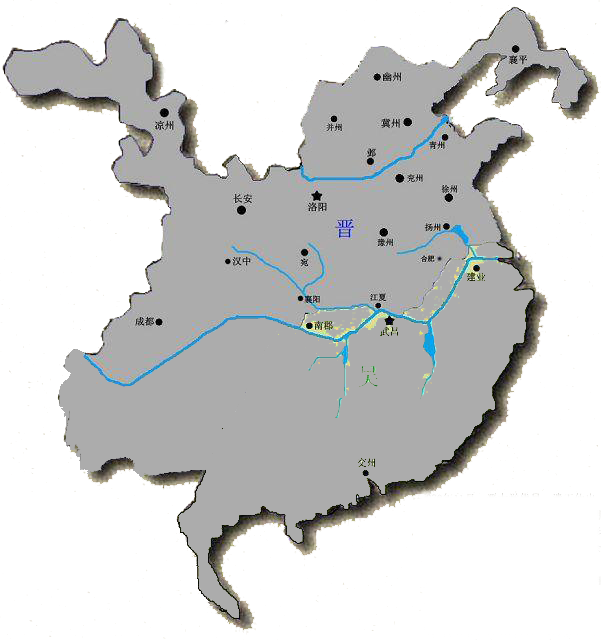 襄平
幽州
凉州
并州
冀州
青州
邺
兖州
徐州
长安
洛阳
晋
豫州
扬州
合肥
汉中
宛
建业
襄阳
江夏
成都
南郡
武昌
吴
交州